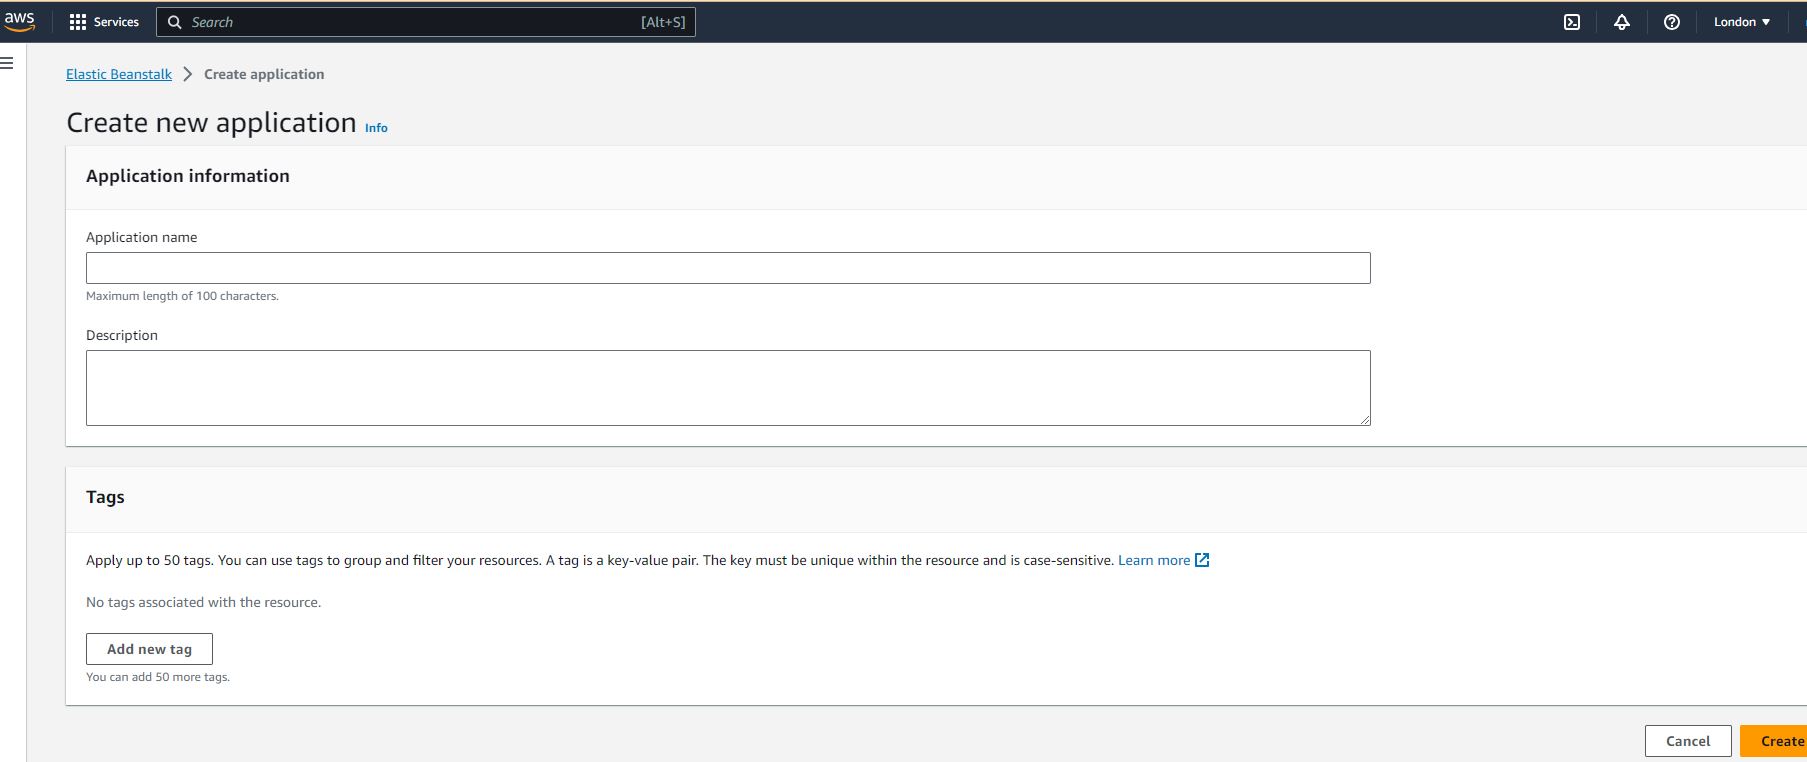 aws Services Search [Alt+S] London
Elastic Beanstalk Create application
Create new application Info
Application information
Application name
Maximum length of 100 characters.
Description
Tags
Apply up to 50 tags. You can use tags to group and filter your resources. A tag is a key-value pair. The key must be unique within the resource and is case-sensitive. Learn more
No tags associated with the resource.
Add new tag
You can add 50 more tags.
Cancel Create